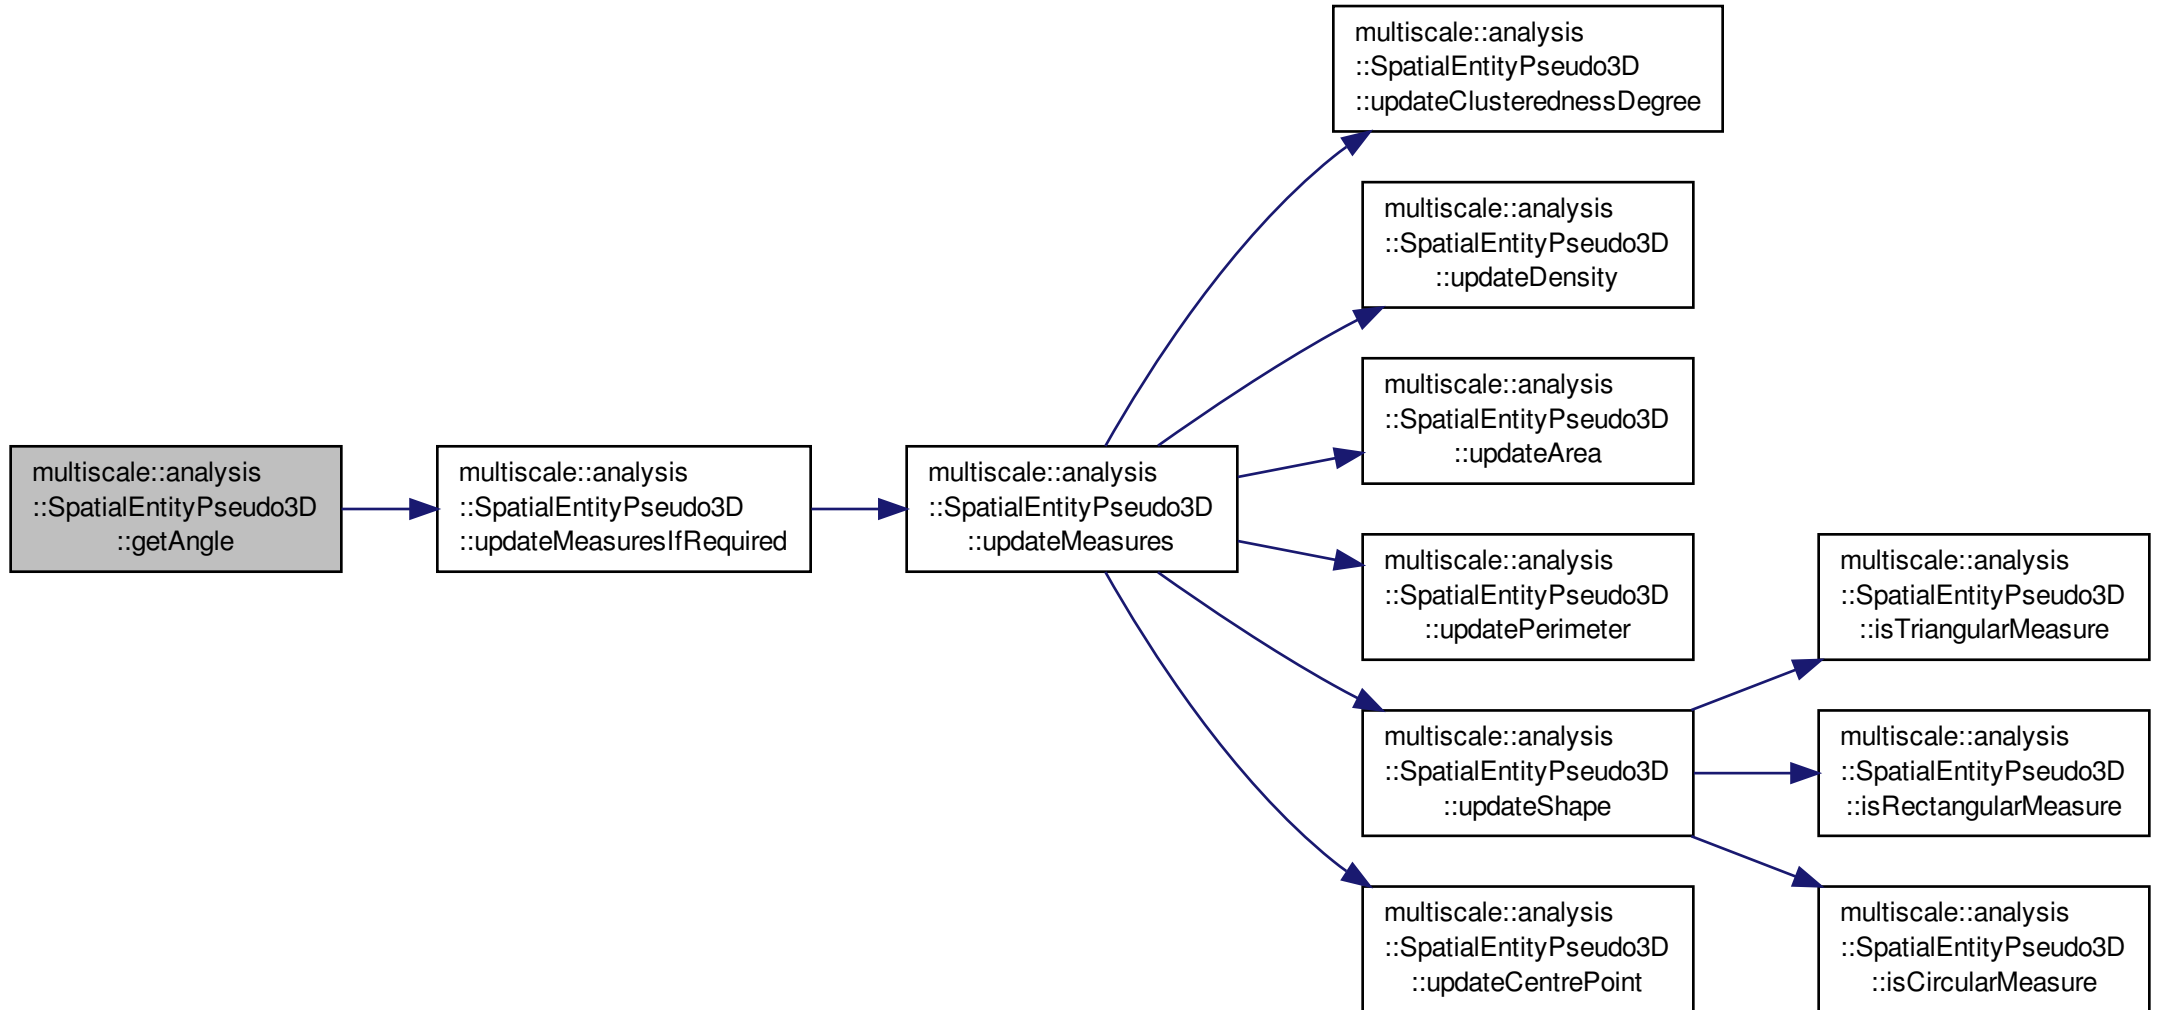 multiscale::analysis
::SpatialEntityPseudo3D
::updateClusterednessDegree
multiscale::analysis
::SpatialEntityPseudo3D
::updateDensity
multiscale::analysis
::SpatialEntityPseudo3D
::updateArea
multiscale::analysis
::SpatialEntityPseudo3D
::getAngle
multiscale::analysis
::SpatialEntityPseudo3D
::updateMeasuresIfRequired
multiscale::analysis
::SpatialEntityPseudo3D
::updateMeasures
multiscale::analysis
::SpatialEntityPseudo3D
::updatePerimeter
multiscale::analysis
::SpatialEntityPseudo3D
::isTriangularMeasure
multiscale::analysis
::SpatialEntityPseudo3D
::updateShape
multiscale::analysis
::SpatialEntityPseudo3D
::isRectangularMeasure
multiscale::analysis
::SpatialEntityPseudo3D
::updateCentrePoint
multiscale::analysis
::SpatialEntityPseudo3D
::isCircularMeasure